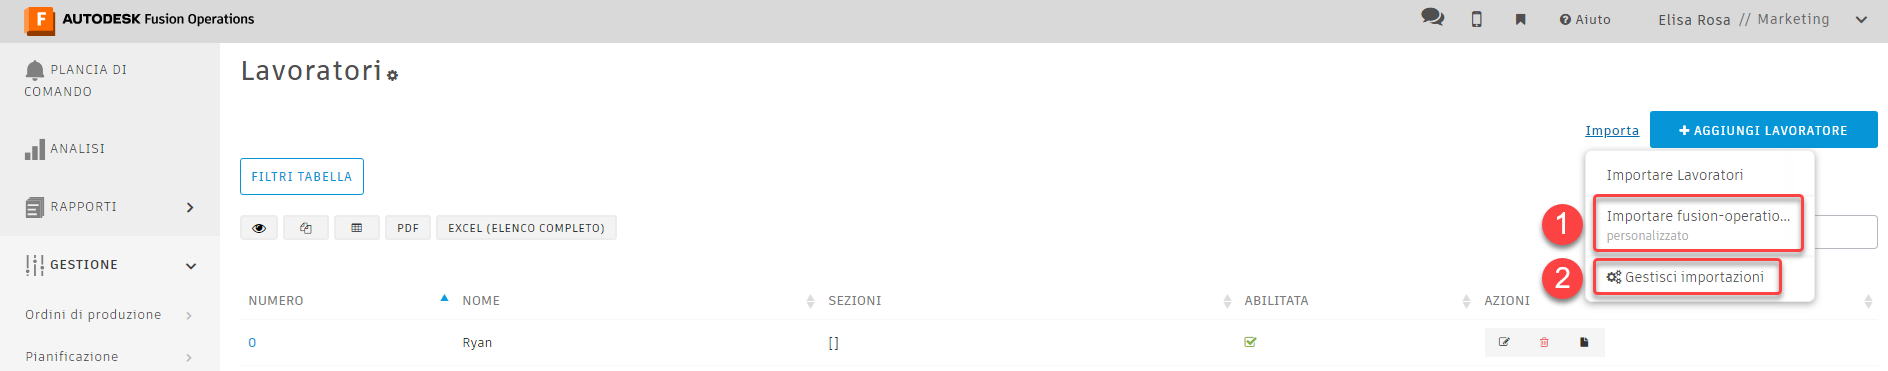 AUTODESK Fusion Operations
Aiuto
Elisa Rosa // Marketing
PLANCIA DI
COMANDO
ANALISI
RAPPORTI
GESTIONE
Ordini di produzione
Pianificazione
Lavoratori
Importa
+ AGGIUNGI LAVORATORE
Importare Lavoratori
1
Importare fusion-operatio...
personalizzato
2
Gestisci importazioni
FILTRI TABELLA
PDF
EXCEL (ELENCO COMPLETO)
NUMERO NOME SEZIONI ABILITATA AZIONI
0 Ryan []